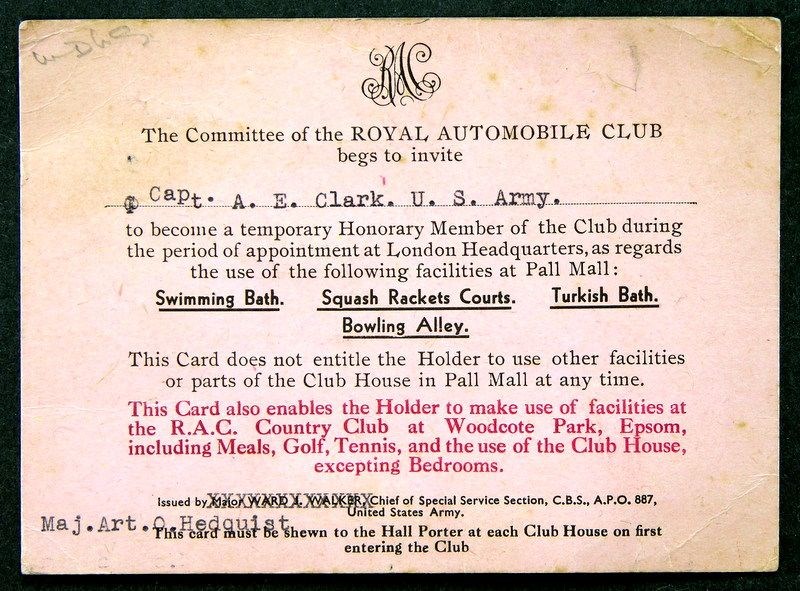 RAC
The Committee of the ROYAL AUTOMOBILE CLUB
begs to invite
Capt. A. E. Clark. U. S. Army.
to become a temporary Honorary Member of the Club during
the period of appointment at London Headquarters, as regards
the use of the following facilities at Pall Mall:
Swimming Bath. Squash Rackets Courts. Turkish Bath.
Bowling Alley.
This Card does not entitle the Holder to use other facilities
or parts of the Club House in Pall Mall at any time.
This Card also enables the Holder to make use of facilities at
the R.A.C. Country Club at Woodcote Park, Epsom,
including Meals, Golf, Tennis, and the use of the Club House,
excepting Bedrooms.
Issued by Major WARD J. WALKER, Chief of Special Service Section, C.B.S., A.P.O. 887,
United States Army.
Maj.Art.O.Hedquist
This card must be shewn to the Hall Porter at each Club House on first
entering the Club